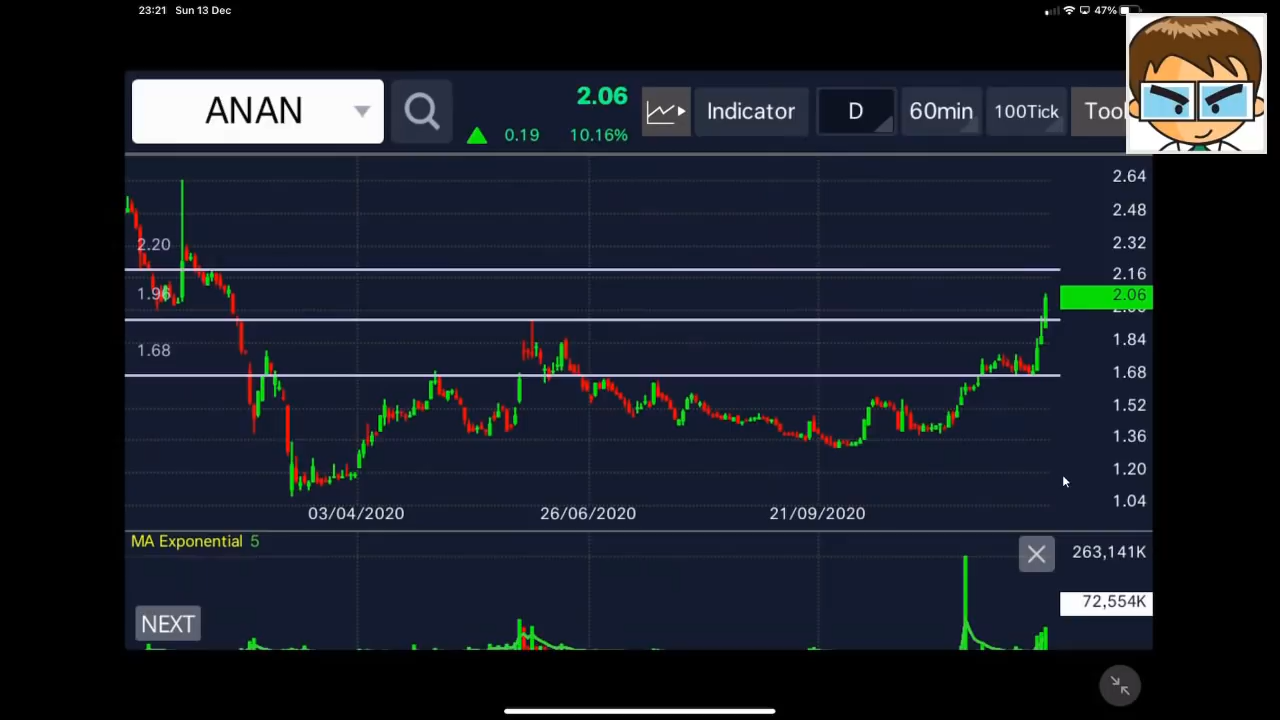 23:21 Sun 13 Dec
47%
ANAN
2.06
0.19 10.16%
Indicator
D
60min
100Tick
Tool
2.64
2.48
2.32
2.16
2.06
1.84
1.68
1.52
1.36
1.20
1.04
2.20
1.96
1.68
03/04/2020 26/06/2020 21/09/2020
MA Exponential 5
263,141K
72,554K
NEXT